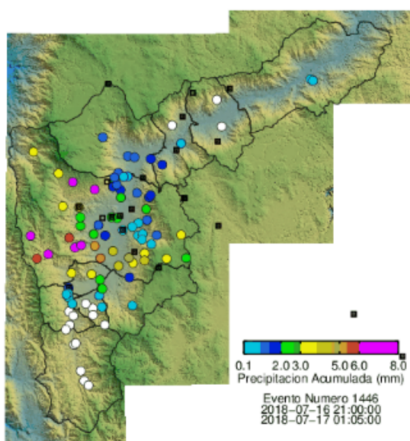 0.1 2.0 3.0 5.0 6.0 8.0
Precipitacion Acumulada (mm)
Evento Numero 1446
2018-07-16 21:00:00
2018-07-17 01:05:00